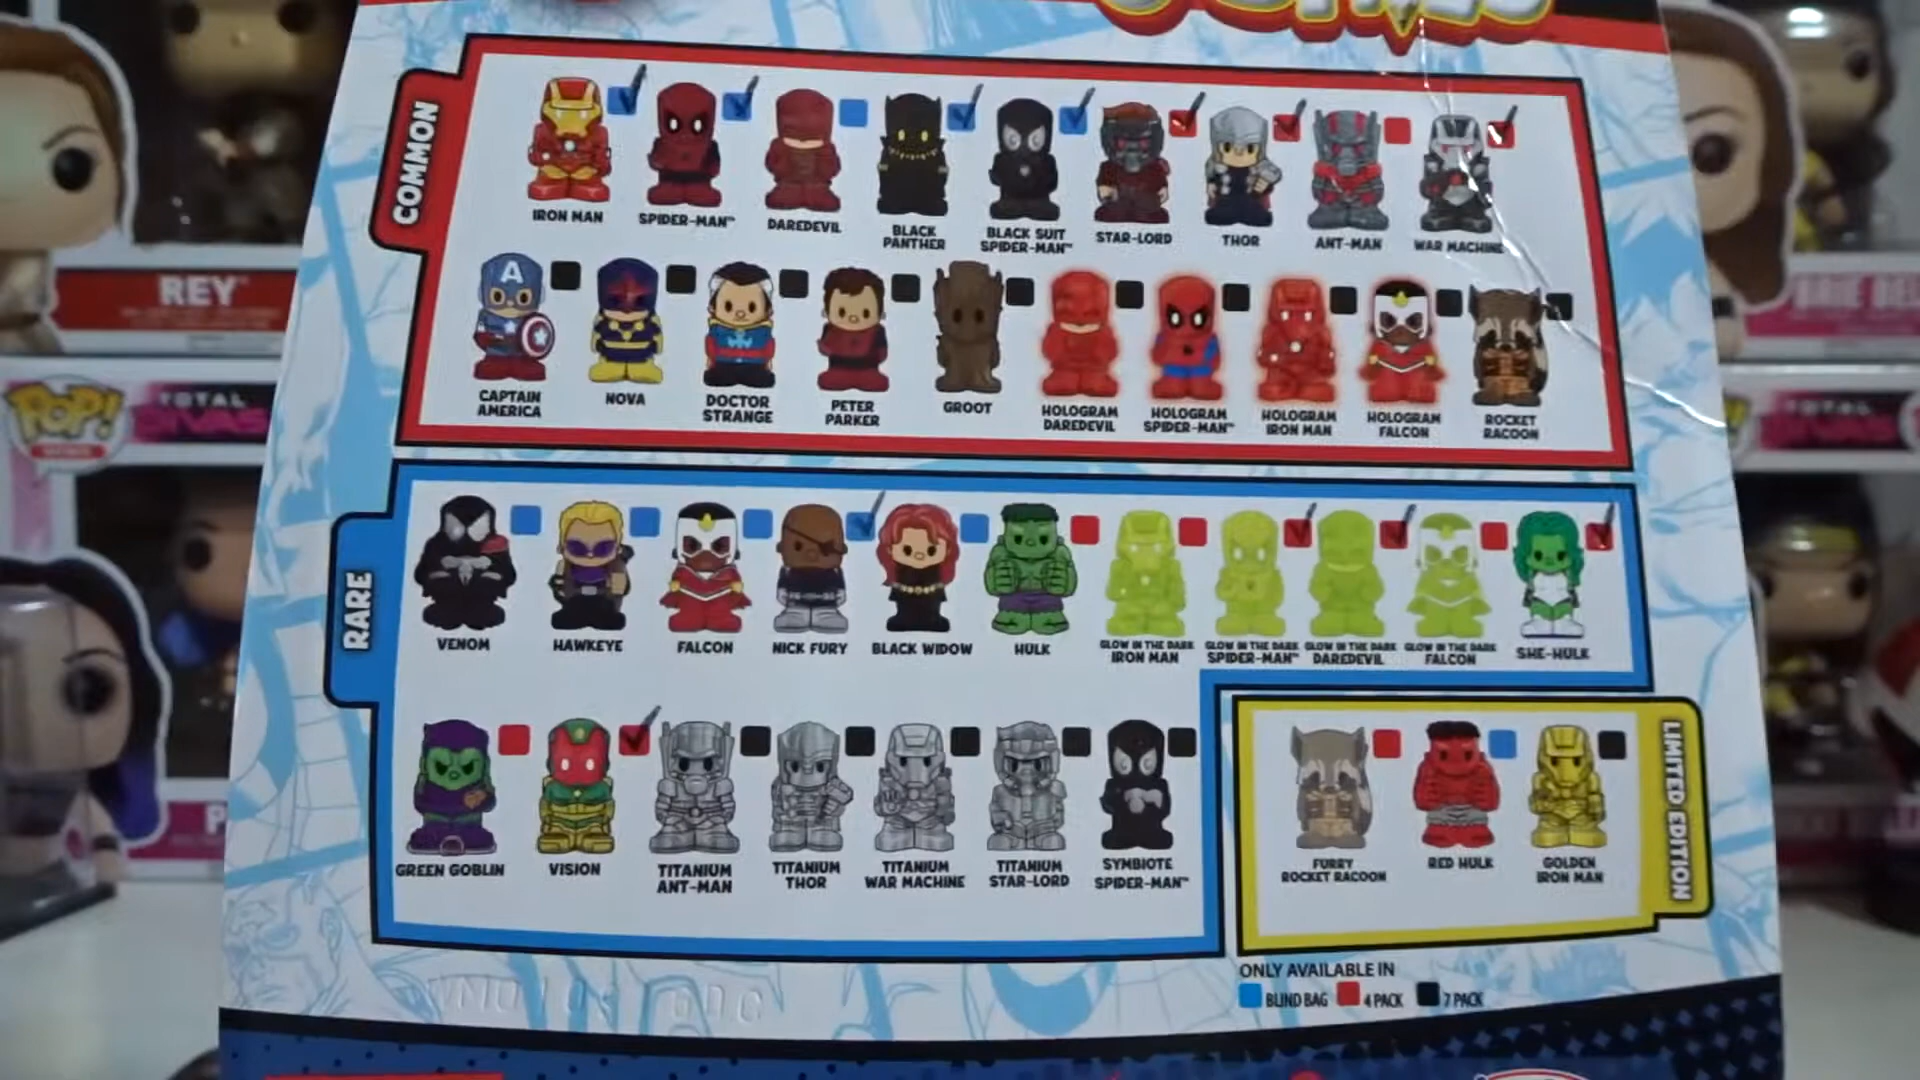 COMMON
IRON MAN
SPIDER-MAN™
DAREDEVIL
BLACK
PANTHER
BLACK SUIT
SPIDER-MAN™
STAR-LORD
THOR
ANT-MAN
WAR MACHINE
A
CAPTAIN
AMERICA
NOVA
DOCTOR
STRANGE
PETER
PARKER
GROOT
HOLOGRAM
DAREDEVIL
HOLOGRAM
SPIDER-MAN™
HOLOGRAM
IRON MAN
HOLOGRAM
FALCON
ROCKET
RACOON
RARE
VENOM
HAWKEYE
FALCON
NICK FURY
BLACK WIDOW
HULK
GLOW IN THE DARK
IRON MAN
GLOW IN THE DARK
SPIDER-MAN™
GLOW IN THE DARK
DAREDEVIL
GLOW IN THE DARK
FALCON
SHE-HULK
GREEN GOBLIN
VISION
TITANIUM
ANT-MAN
TITANIUM
THOR
TITANIUM
WAR MACHINE
TITANIUM
STAR-LORD
SYMBIOTE
SPIDER-MAN™
LIMITED EDITION
FURRY
ROCKET RACOON
RED HULK
GOLDEN
IRON MAN
ONLY AVAILABLE IN
BLIND BAG 4 PACK 7 PACK
REY
POP!
TOTAL
DIVAS
TOTAL